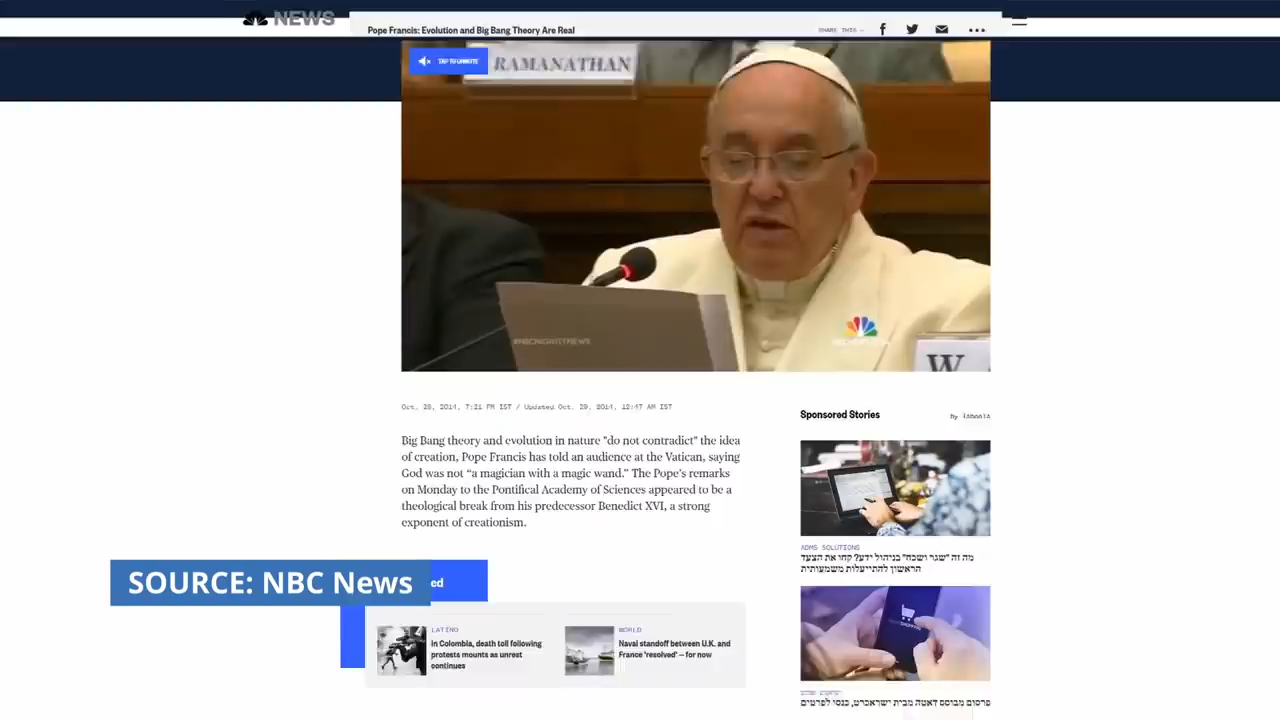 NEWS
Pope Francis: Evolution and Big Bang Theory Are Real
SHARE THIS
TAP TO UNMUTE
RAMANATHAN
#NBCNIGHTLYNEWS
W.
Oct. 28, 2014, 7:21 PM IST / Updated Oct. 29, 2014, 12:47 AM IST
Big Bang theory and evolution in nature "do not contradict" the idea
of creation, Pope Francis has told an audience at the Vatican, saying
God was not “a magician with a magic wand.” The Pope's remarks
on Monday to the Pontifical Academy of Sciences appeared to be a
theological break from his predecessor Benedict XVI, a strong
exponent of creationism.
SOURCE: NBC News
ed
LATINO
In Colombia, death toll following
protests mounts as unrest
continues
WORLD
Naval standoff between U.K. and
France 'resolved' — for now
Sponsored Stories
By Taboola
ADMS SOLUTIONS
מה זה "שגר ושכח" בניהול ידע? קחו את הצעד
הראשון להתייעלות משמעותית
פרסום מבוסס דאטה מבית ישראכרט, כנסו לפרטים